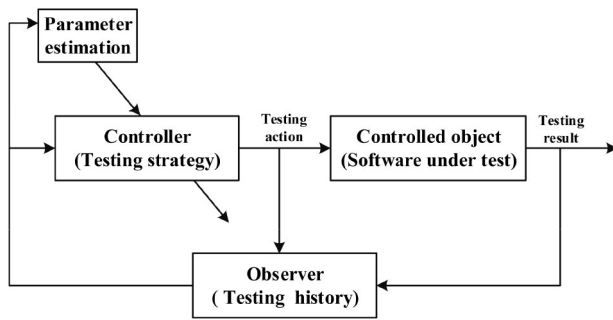 Parameter
estimation
Controller
(Testing strategy)
Testing
action
Controlled object
(Software under test)
Testing
result
Observer
( Testing history)